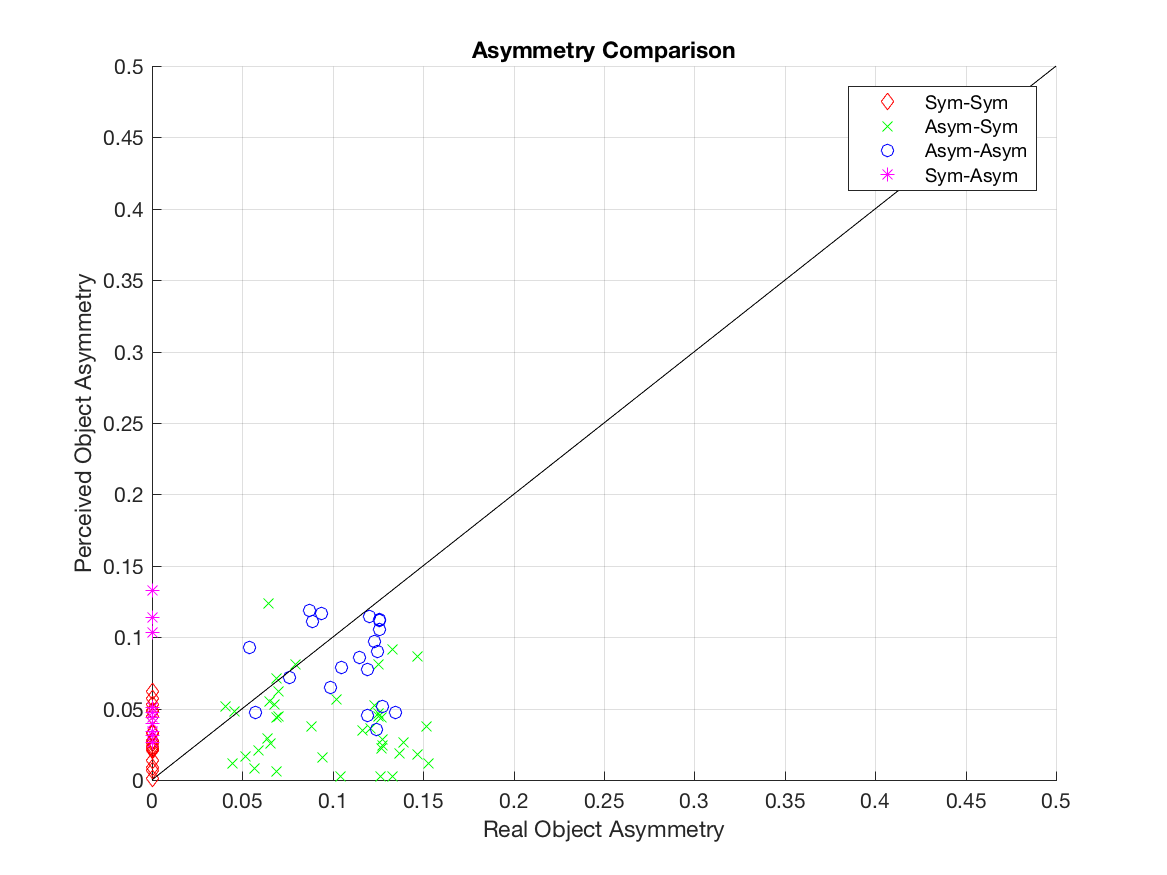 Asymmetry Comparison
Sym-Sym
Asym-Sym
Asym-Asym
Sym-Asym
0.5
0.45
0.4
0.35
0.3
0.25
0.2
0.15
0.1
0.05
0
Perceived Object Asymmetry
0 0.05 0.1 0.15 0.2 0.25 0.3 0.35 0.4 0.45 0.5
Real Object Asymmetry